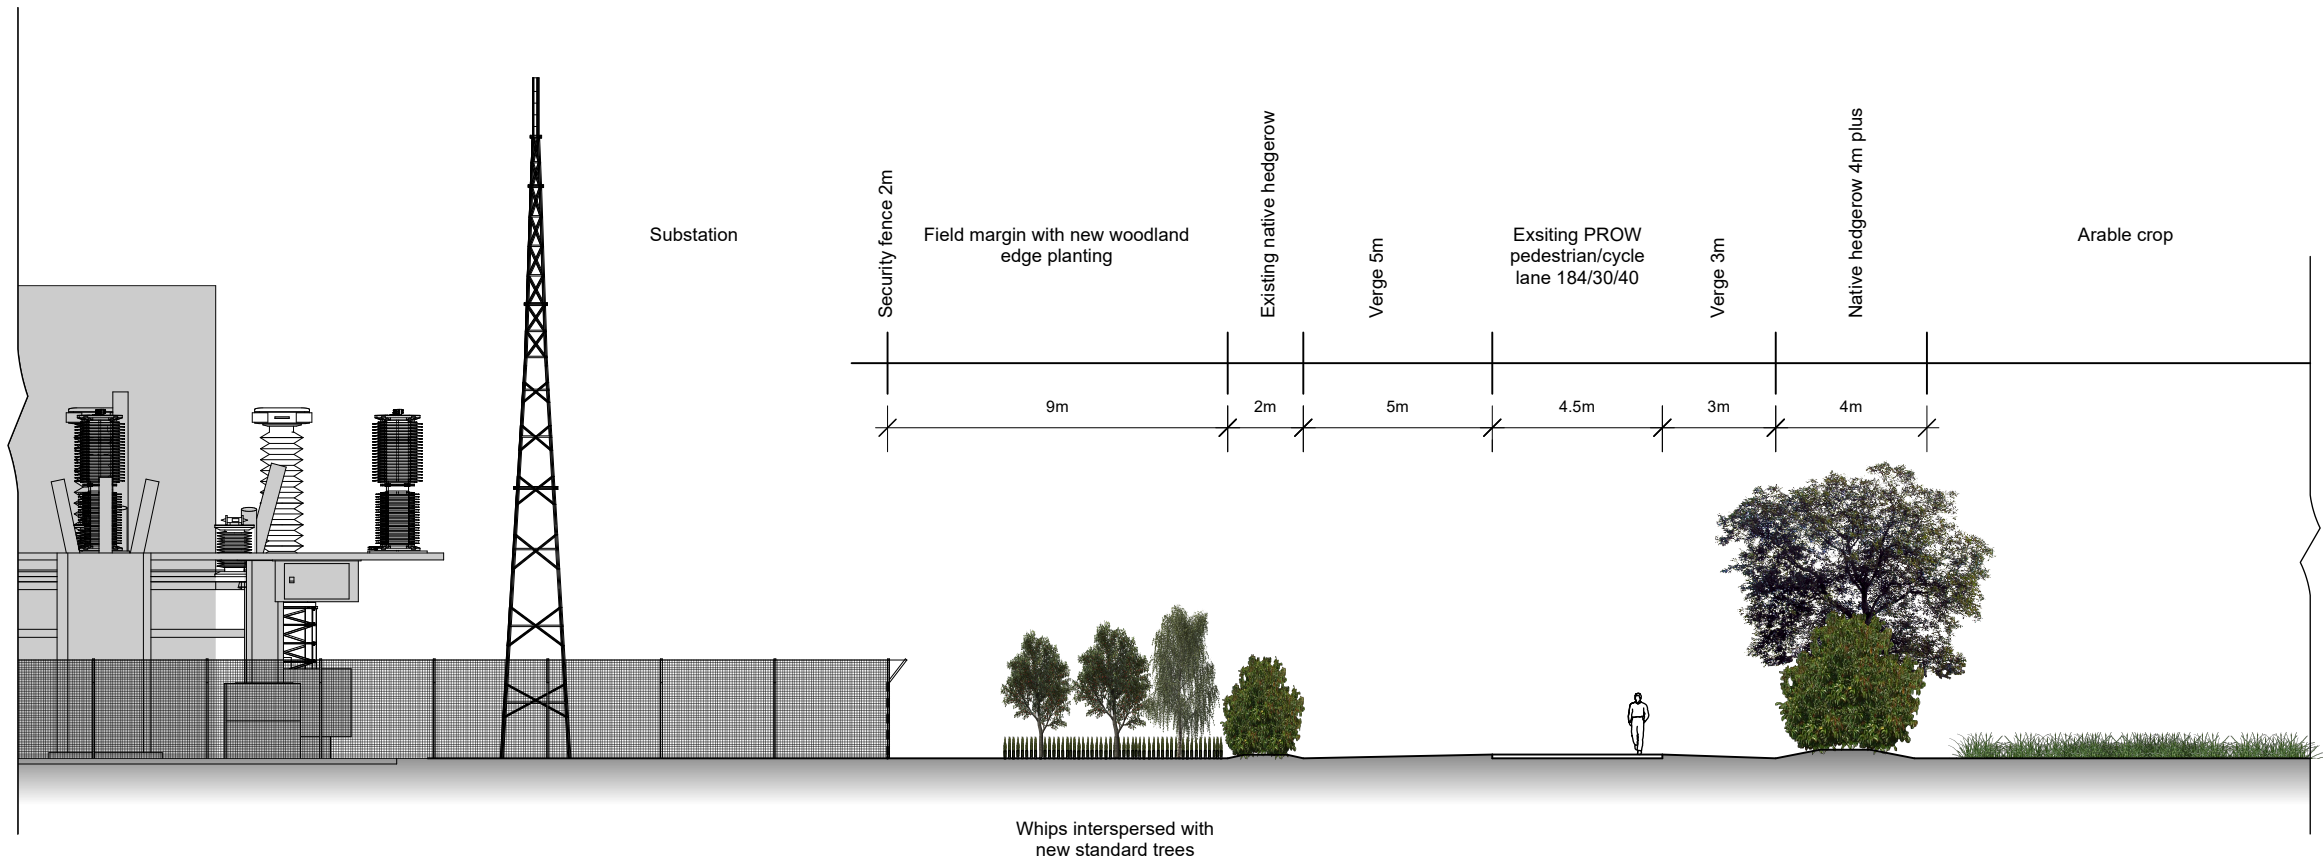 Substation
Security fence 2m
Field margin with new woodland
edge planting
Existing native hedgerow
Verge 5m
Exsiting PROW
pedestrian/cycle
lane 184/30/40
Verge 3m
Native hedgerow 4m plus
Arable crop
9m
2m
5m
4.5m
3m
4m
Whips interspersed with
new standard trees